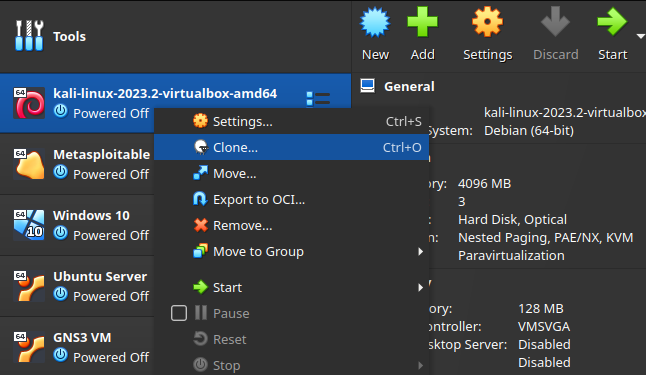 Tools
New
Add
Settings
Discard
Start
64
kali-linux-2023.2-virtualbox-amd64
Powered Off
General
kali-linux-2023.2-virtualbox
System: Debian (64-bit)
Settings... Ctrl+S
Clone... Ctrl+O
Move...
Export to OCI...
Remove...
Move to Group
Start
Pause
Reset
Stop
64
Metasploitable
Powered Off
64
10
Windows 10
Powered Off
64
Ubuntu Server
Powered Off
64
GNS3 VM
Powered Off
ory: 4096 MB
3
: Hard Disk, Optical
n: Nested Paging, PAE/NX, KVM
Paravirtualization
ory: 128 MB
ontroller: VMSVGA
sktop Server: Disabled
Disabled